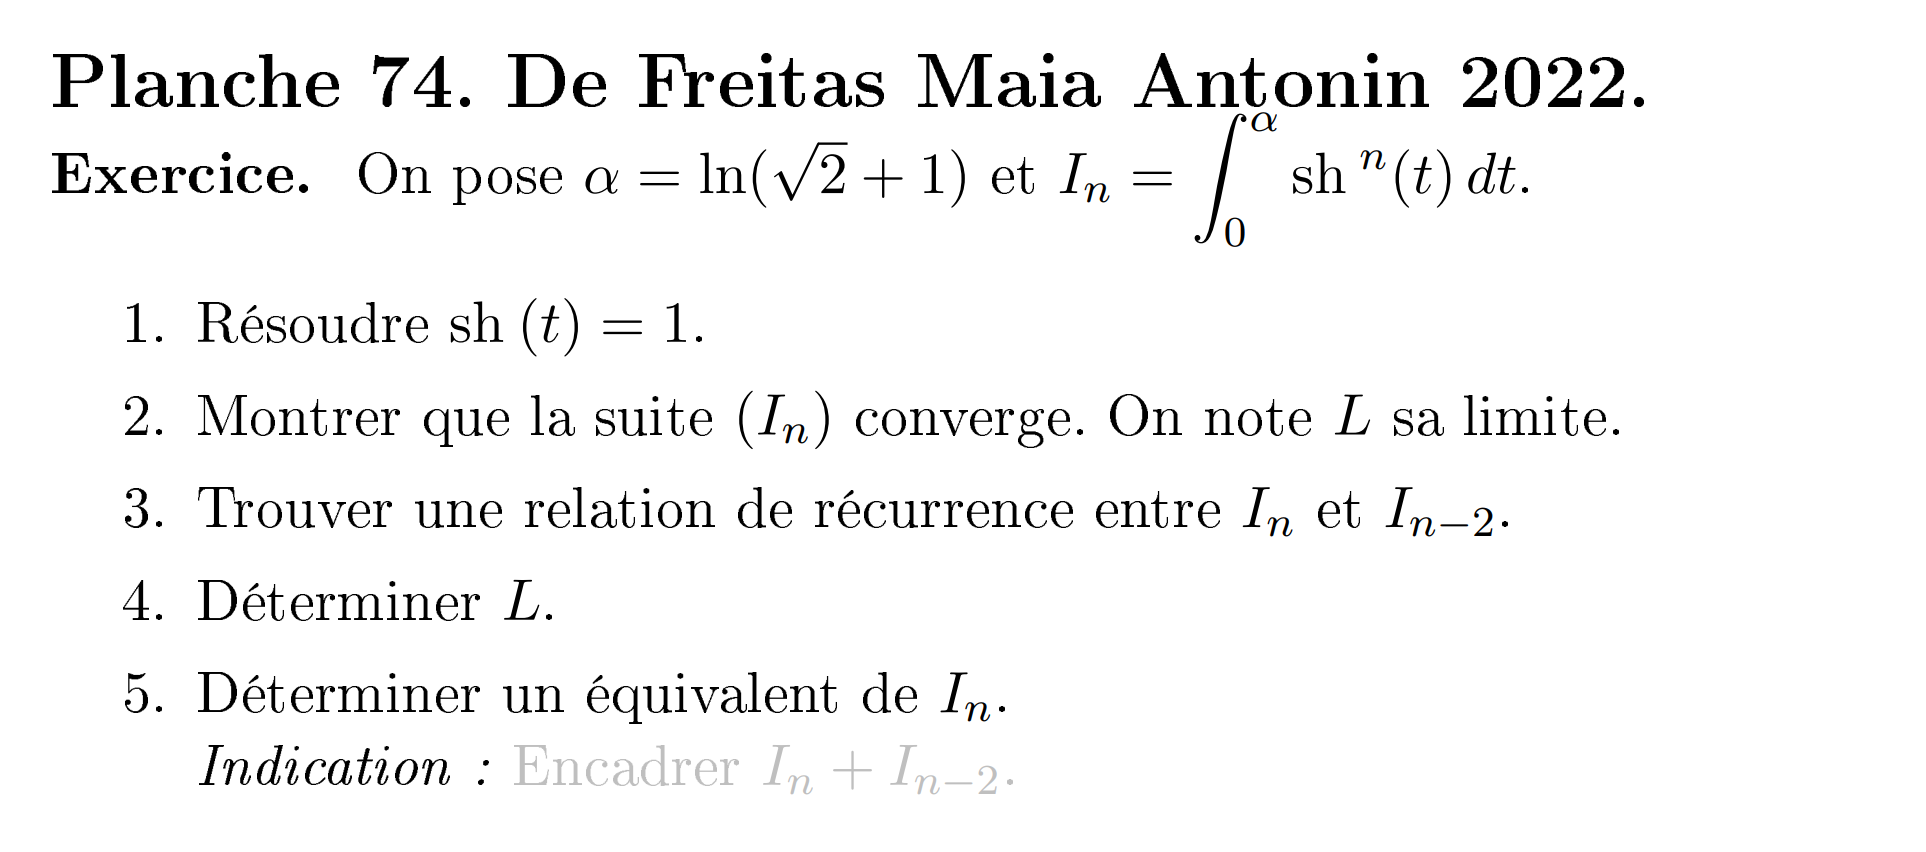 Planche 74. De Freitas Maia Antonin 2022.
Exercice. On pose $\alpha = \ln(\sqrt{2} + 1)$ et $I_n = \int_0^\alpha \text{sh}^n(t)\, dt.$
1. Résoudre sh (t) = 1.
2. Montrer que la suite $(I_n)$ converge. On note $L$ sa limite.
3. Trouver une relation de récurrence entre $I_n$ et $I_{n-2}$.
4. Déterminer $L$.
5. Déterminer un équivalent de $I_n$.
Indication : Encadrer $I_n + I_{n-2}$.